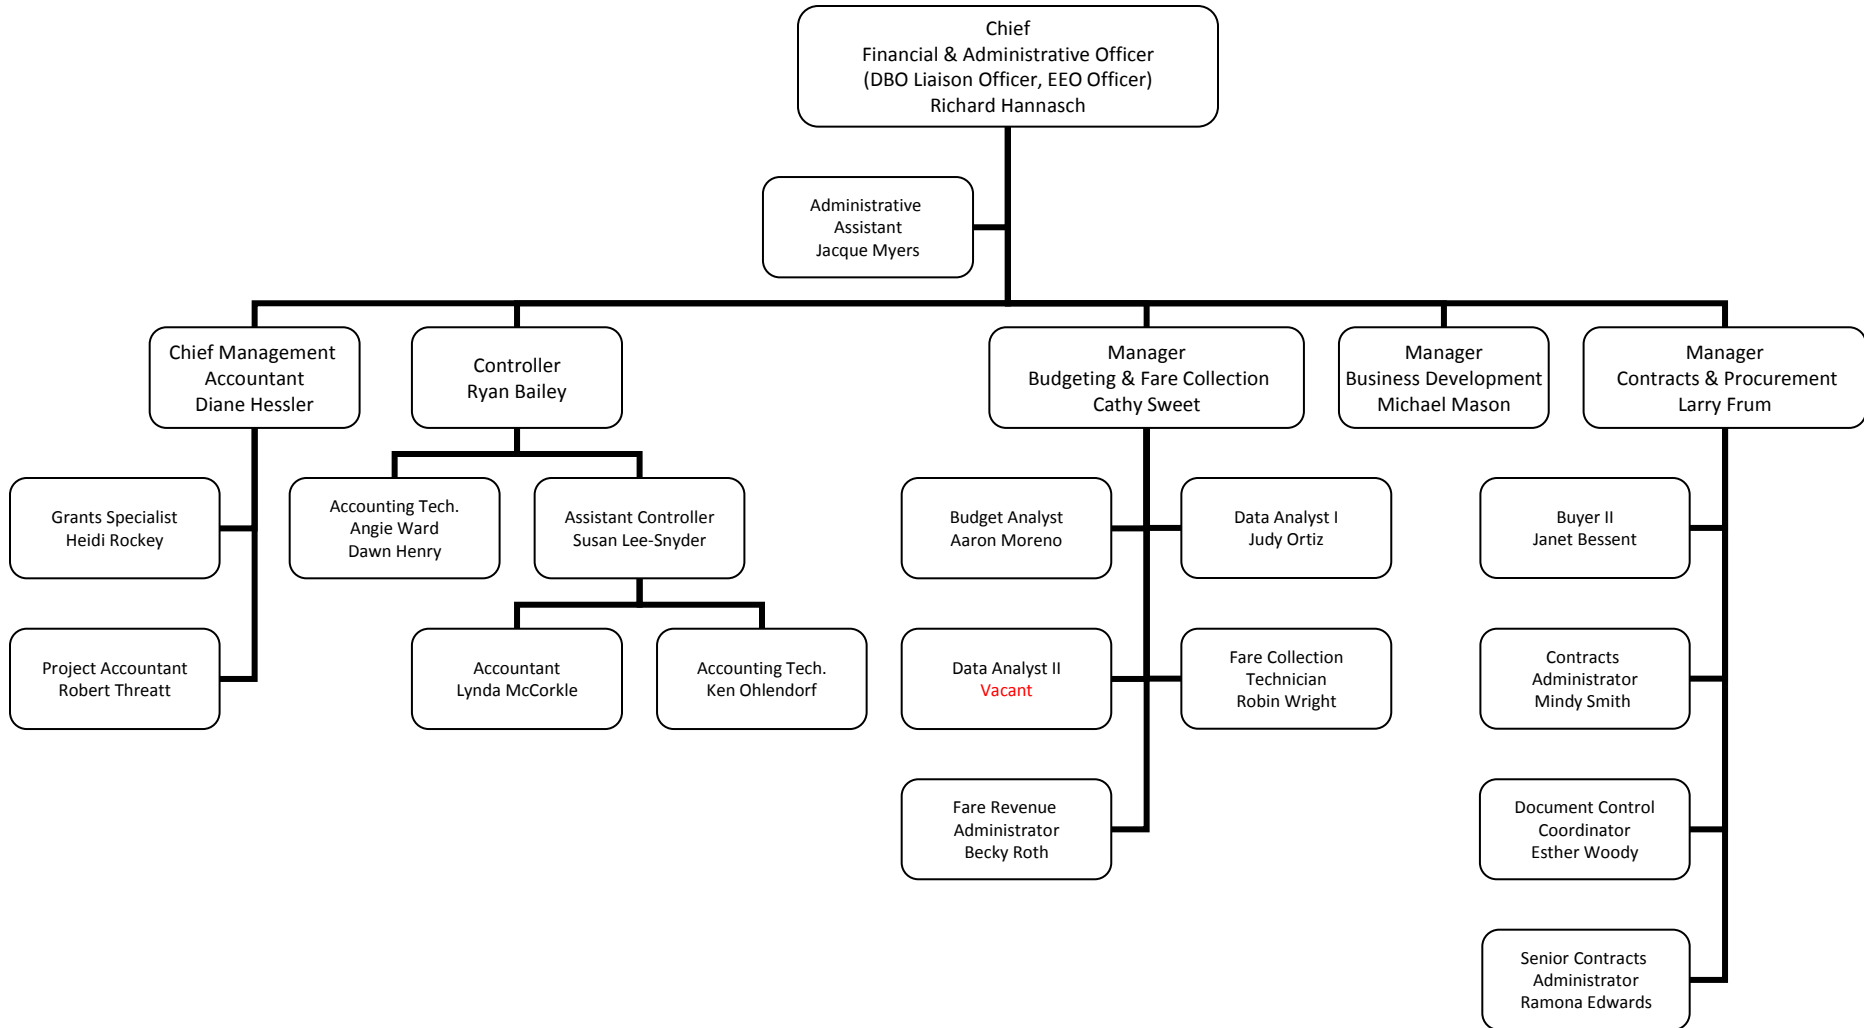 Chief
Financial & Administrative Officer
(DBO Liaison Officer, EEO Officer)
Richard Hannasch
Administrative
Assistant
Jacque Myers
Chief Management
Accountant
Diane Hessler
Controller
Ryan Bailey
Manager
Budgeting & Fare Collection
Cathy Sweet
Manager
Business Development
Michael Mason
Manager
Contracts & Procurement
Larry Frum
Grants Specialist
Heidi Rockey
Accounting Tech.
Angie Ward
Dawn Henry
Assistant Controller
Susan Lee-Snyder
Budget Analyst
Aaron Moreno
Data Analyst I
Judy Ortiz
Buyer II
Janet Bessent
Project Accountant
Robert Threatt
Accountant
Lynda McCorkle
Accounting Tech.
Ken Ohlendorf
Data Analyst II
Vacant
Fare Collection
Technician
Robin Wright
Contracts
Administrator
Mindy Smith
Fare Revenue
Administrator
Becky Roth
Document Control
Coordinator
Esther Woody
Senior Contracts
Administrator
Ramona Edwards